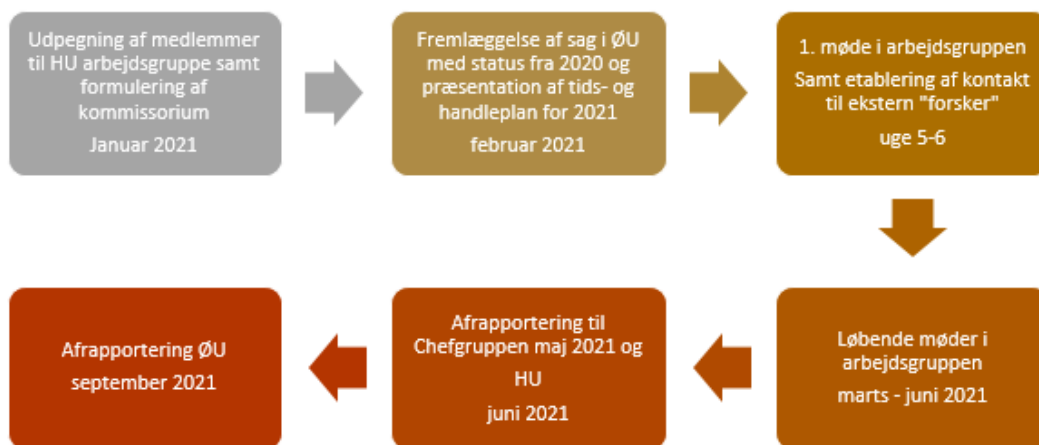 Udpegning af medlemmer
til HU arbejdsgruppe samt
formulering af
kommissorium
Januar 2021
Fremlæggelse af sag i ØU
med status fra 2020 og
præsentation af tids- og
handleplan for 2021
februar 2021
1. møde i arbejdsgruppen
Samt etablering af kontakt
til ekstern "forsker"
uge 5-6
Løbende møder i
arbejdsgruppen
marts - juni 2021
Afrapportering til
Chefgruppen maj 2021 og
HU
juni 2021
Afrapportering ØU
september 2021